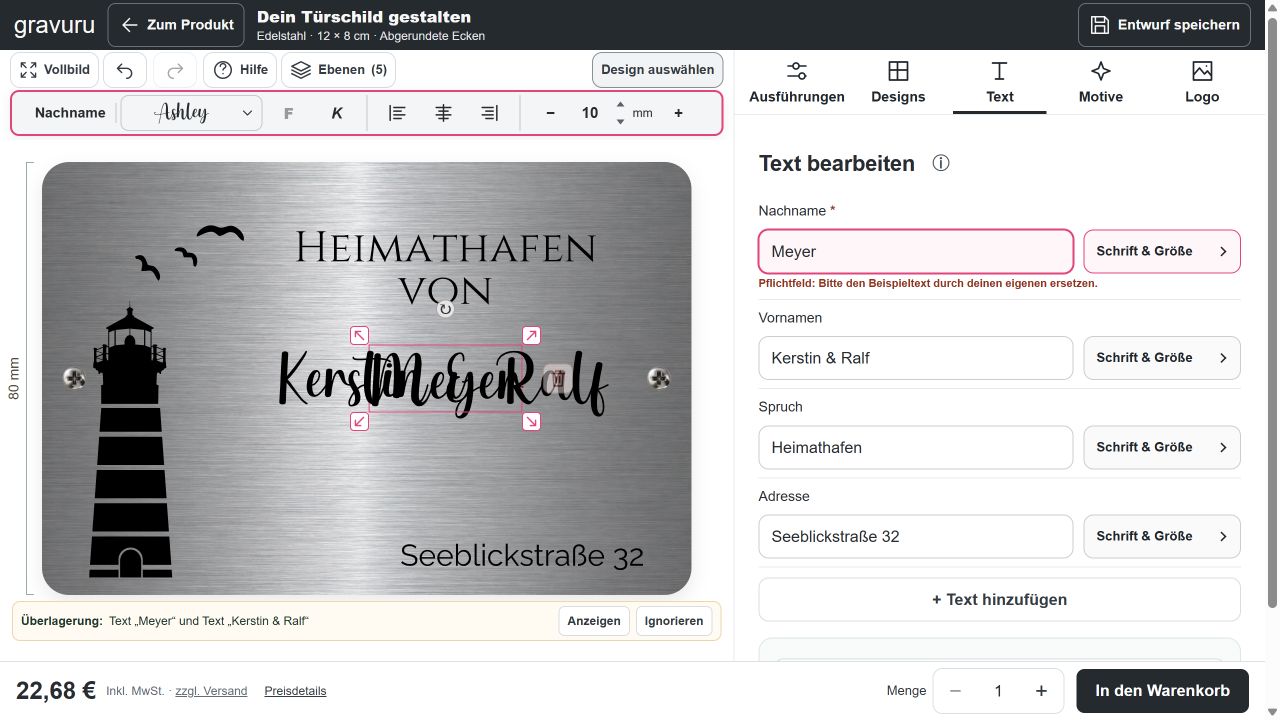 gravuru
Zum Produkt
Dein Türschild gestalten
Edelstahl · 12 × 8 cm · Abgerundete Ecken
Entwurf speichern
Vollbild
Hilfe
Ebenen (5)
Design auswählen
Ausführungen
Designs
Text
Motive
Logo
Nachname
Ashley
F
K
− 10 mm +
80 mm
Heimathafen
von
Kerstin & Ralf
Meyer
Seeblickstraße 32
Überlagerung: Text „Meyer“ und Text „Kerstin & Ralf“
Anzeigen
Ignorieren
Text bearbeiten
Nachname *
Meyer
Schrift & Größe
Pflichtfeld: Bitte den Beispieltext durch deinen eigenen ersetzen.
Vornamen
Kerstin & Ralf
Schrift & Größe
Spruch
Heimathafen
Schrift & Größe
Adresse
Seeblickstraße 32
Schrift & Größe
+ Text hinzufügen
22,68 €
Inkl. MwSt. · zzgl. Versand
Preisdetails
Menge
− 1 +
In den Warenkorb